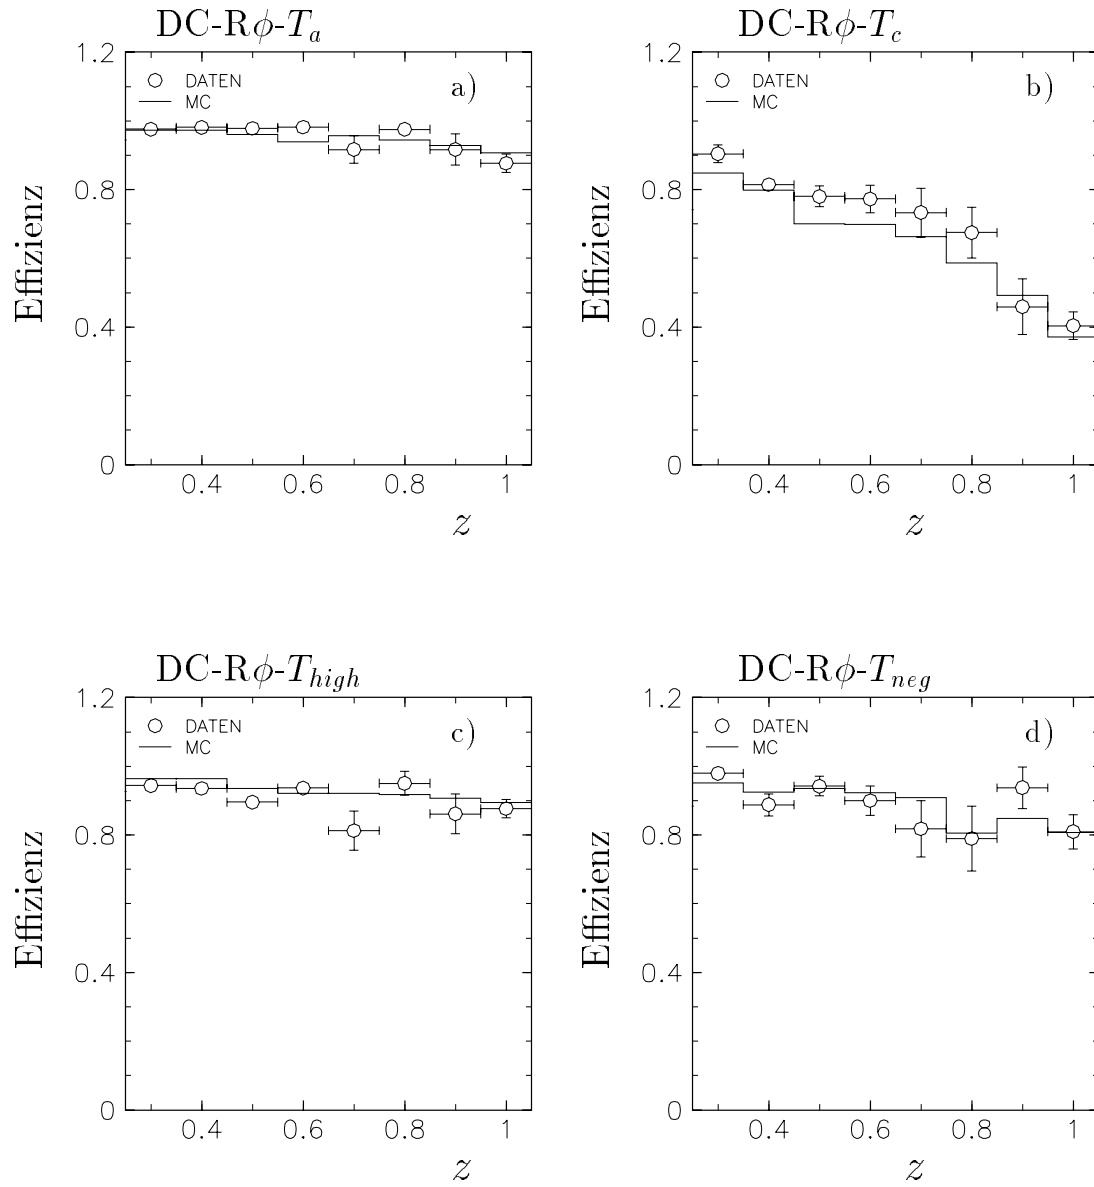 DC-Rϕ-T_a
1.2
DATEN
MC
a)
0.8
0.4
0
Effizienz
0.4 0.6 0.8 1
z
DC-Rϕ-T_c
1.2
DATEN
MC
b)
0.8
0.4
0
Effizienz
0.4 0.6 0.8 1
z
DC-Rϕ-T_high
1.2
DATEN
MC
c)
0.8
0.4
0
Effizienz
0.4 0.6 0.8 1
z
DC-Rϕ-T_neg
1.2
DATEN
MC
d)
0.8
0.4
0
Effizienz
0.4 0.6 0.8 1
z